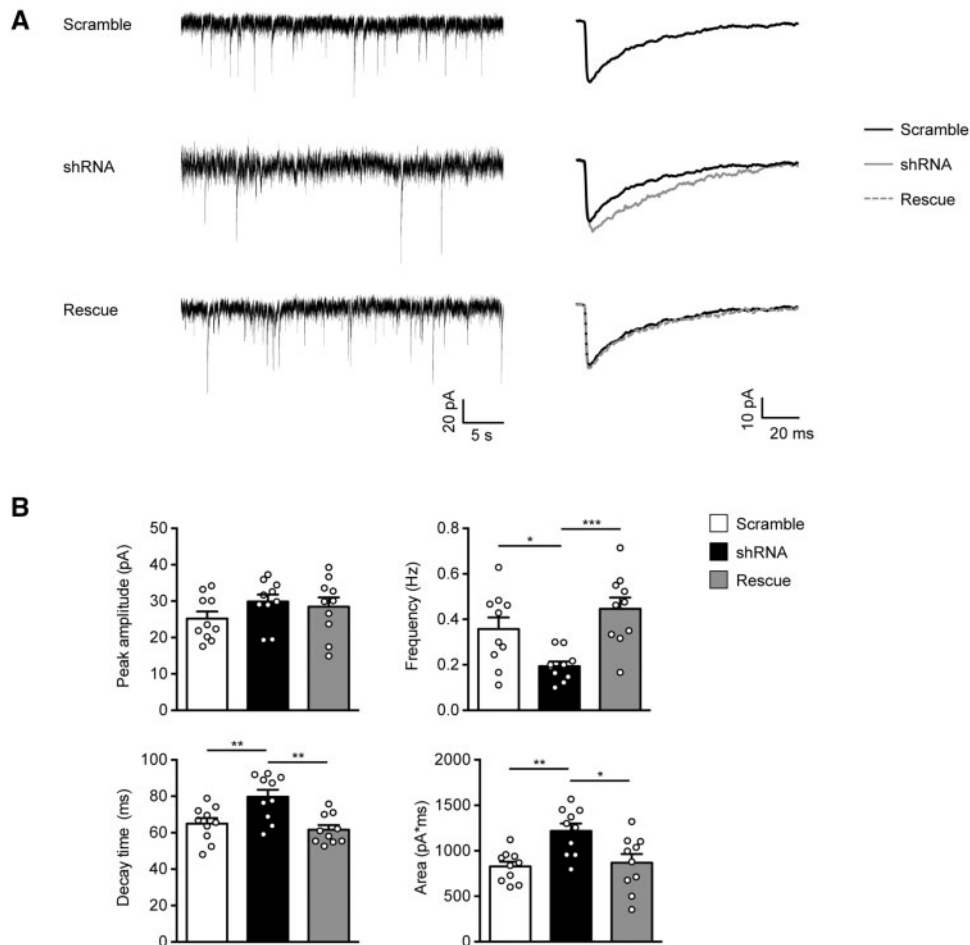 A
Scramble
shRNA
Rescue
Scramble
shRNA
Rescue
20 pA
5 s
10 pA
20 ms
B
Peak amplitude (pA)
50
40
30
20
10
0
Frequency (Hz)
0.8
0.6
0.4
0.2
0.0
*
***
Scramble
shRNA
Rescue
Decay time (ms)
100
80
60
40
20
0
**
**
Area (pA*ms)
2000
1500
1000
500
0
**
*